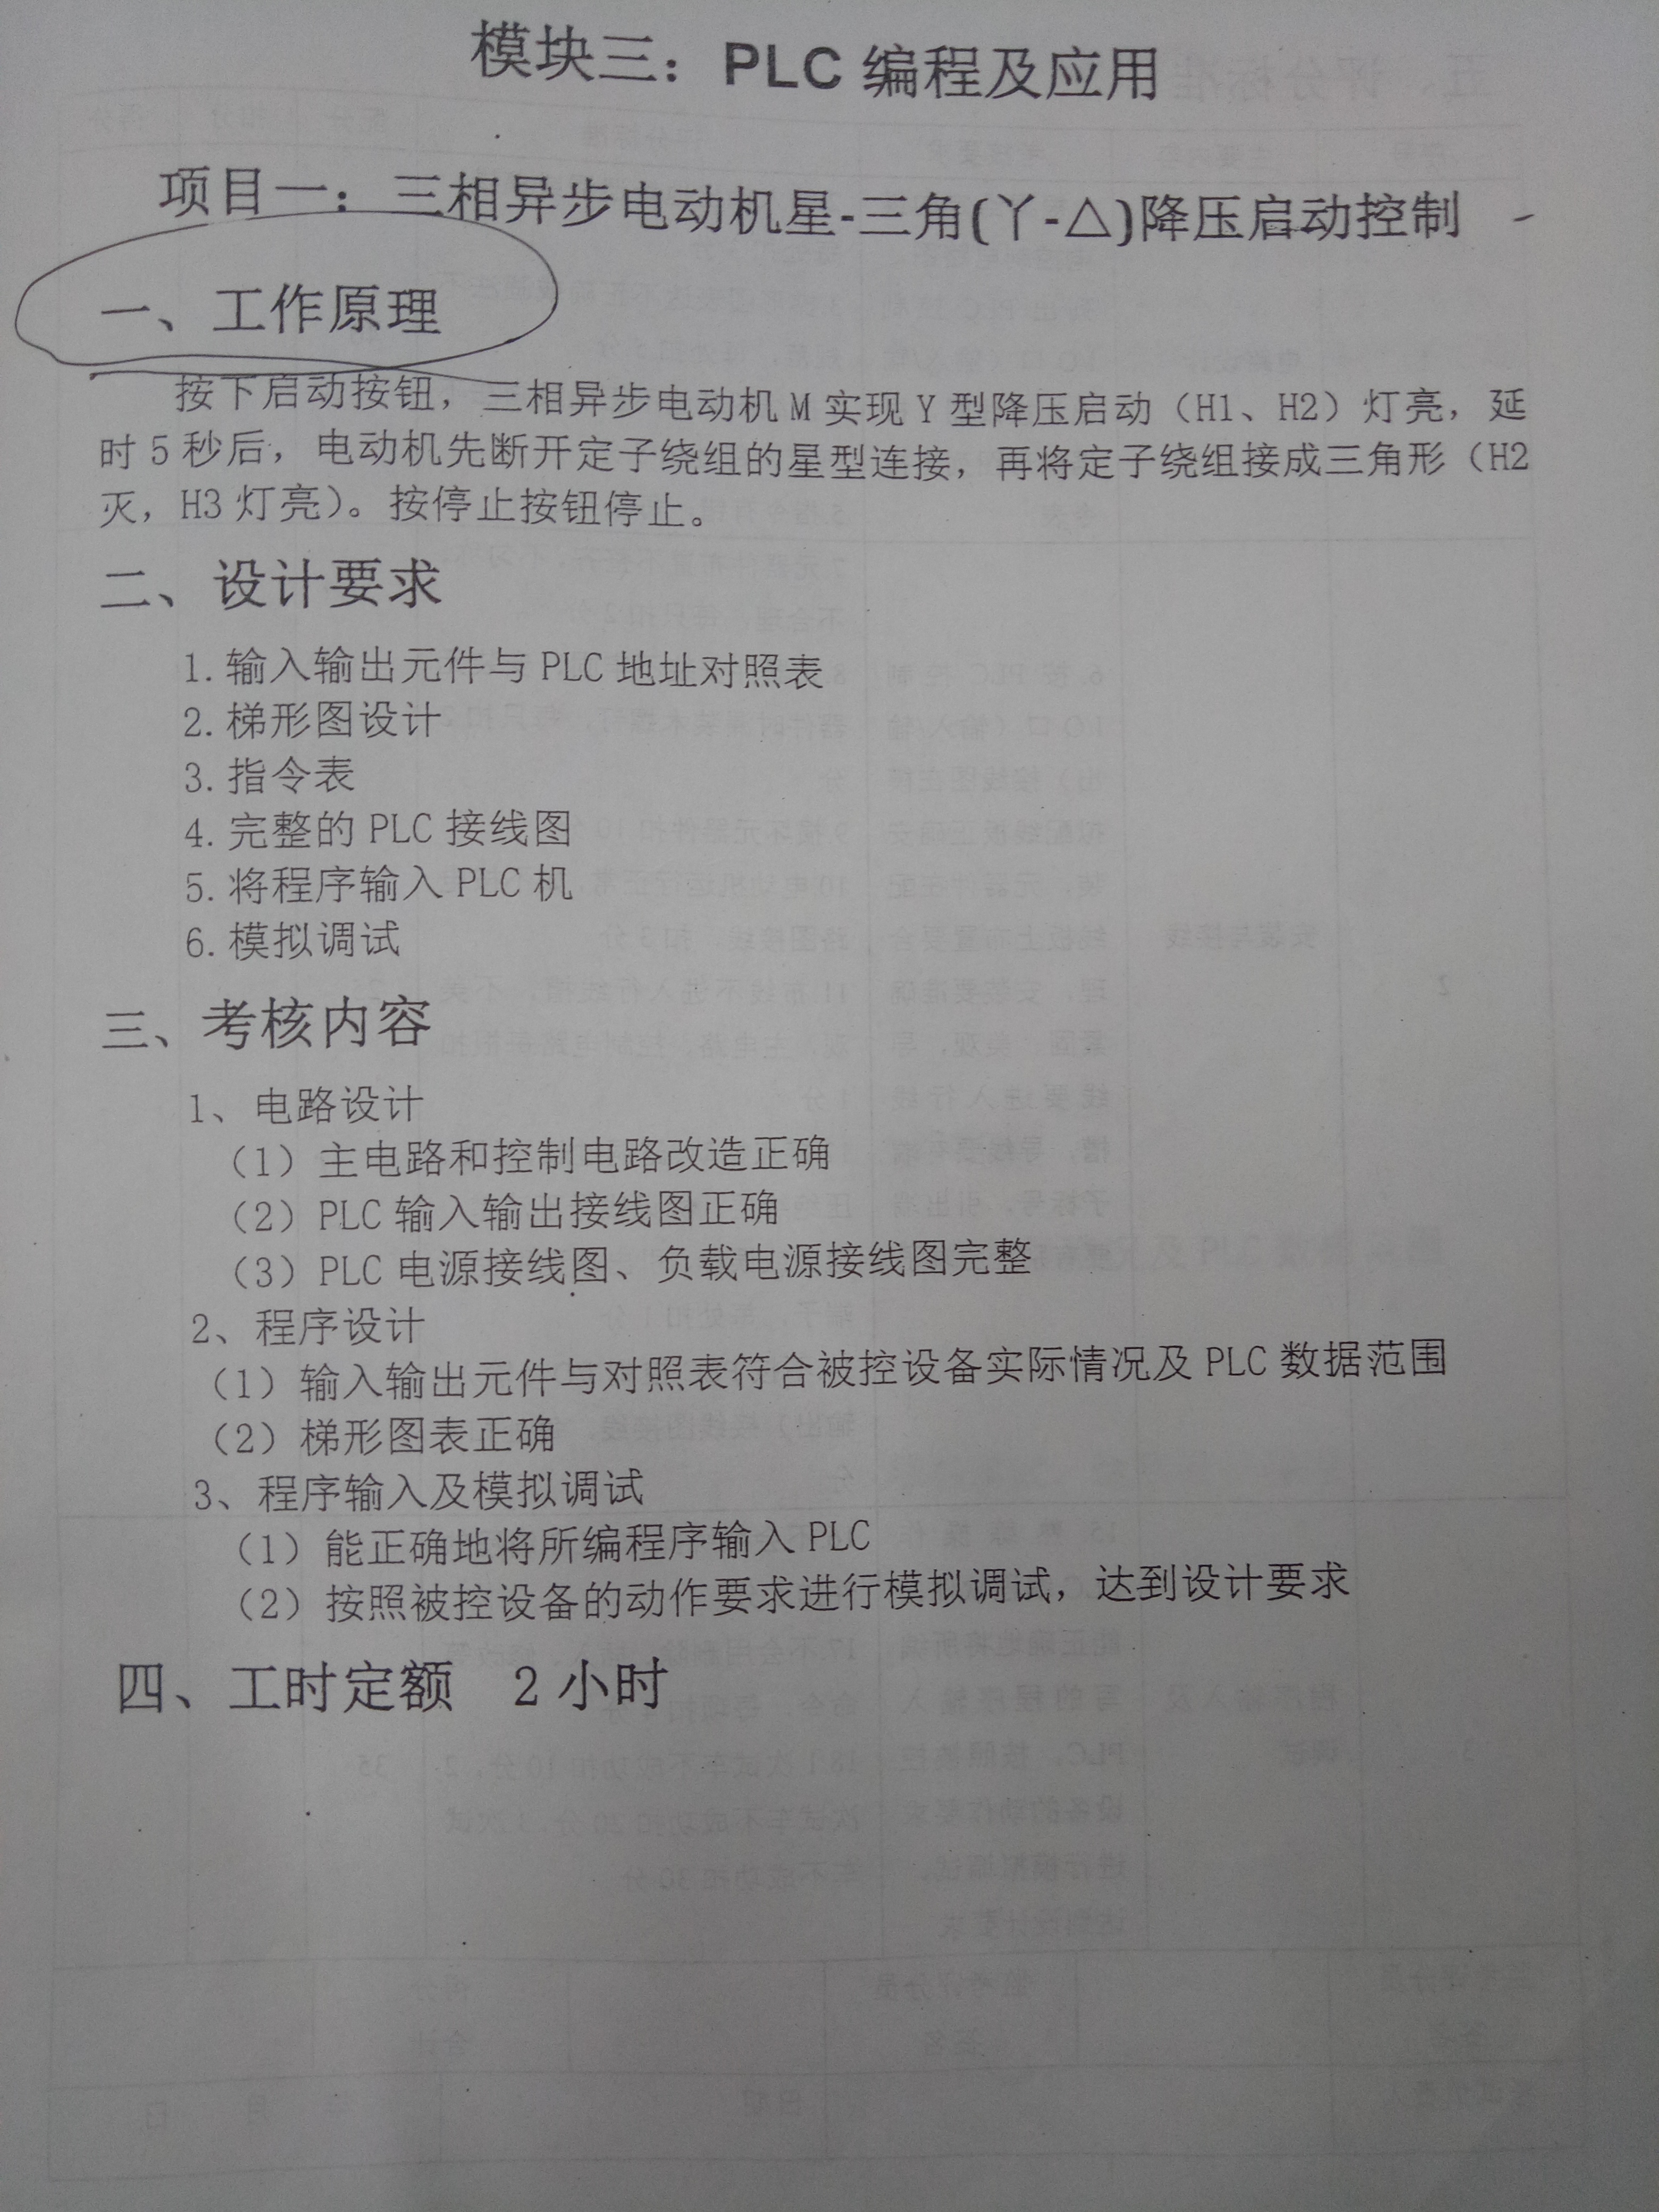 模块三：PLC 编程及应用
项目一：三相异步电动机星-三角(丫-△)降压启动控制
一、工作原理
按下启动按钮，三相异步电动机 M 实现 Y 型降压启动（H1、H2）灯亮，延
时 5 秒后，电动机先断开定子绕组的星型连接，再将定子绕组接成三角形（H2
灭，H3 灯亮）。按停止按钮停止。
二、设计要求
1. 输入输出元件与 PLC 地址对照表
2. 梯形图设计
3. 指令表
4. 完整的 PLC 接线图
5. 将程序输入 PLC 机
6. 模拟调试
三、考核内容
1、电路设计
（1）主电路和控制电路改造正确
（2）PLC 输入输出接线图正确
（3）PLC 电源接线图、负载电源接线图完整
2、程序设计
（1）输入输出元件与对照表符合被控设备实际情况及 PLC 数据范围
（2）梯形图表正确
3、程序输入及模拟调试
（1）能正确地将所编程序输入 PLC
（2）按照被控设备的动作要求进行模拟调试，达到设计要求
四、工时定额 2 小时